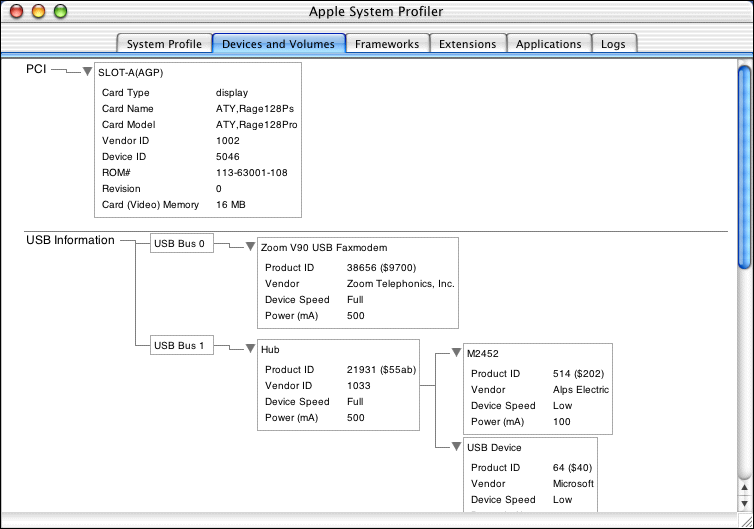 Apple System Profiler
System Profile Devices and Volumes Frameworks Extensions Applications Logs
PCI
SLOT-A(AGP)
Card Type display
Card Name ATY,Rage128Ps
Card Model ATY,Rage128Pro
Vendor ID 1002
Device ID 5046
ROM# 113-63001-108
Revision 0
Card (Video) Memory 16 MB
USB Information
USB Bus 0
Zoom V90 USB Faxmodem
Product ID 38656 ($9700)
Vendor Zoom Telephonics, Inc.
Device Speed Full
Power (mA) 500
USB Bus 1
Hub
Product ID 21931 ($55ab)
Vendor ID 1033
Device Speed Full
Power (mA) 500
M2452
Product ID 514 ($202)
Vendor Alps Electric
Device Speed Low
Power (mA) 100
USB Device
Product ID 64 ($40)
Vendor Microsoft
Device Speed Low